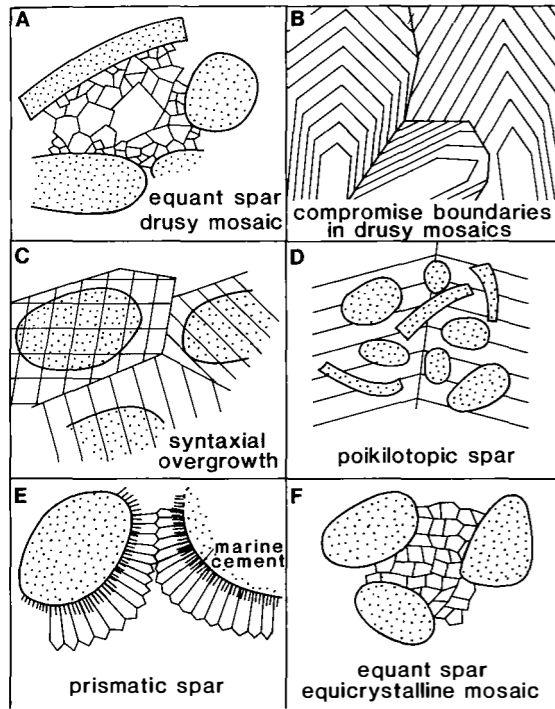 A
equant spar
drusy mosaic
B
compromise boundaries
in drusy mosaics
C
syntaxial
overgrowth
D
poikilotopic spar
E
marine
cement
prismatic spar
F
equant spar
equicrystalline mosaic